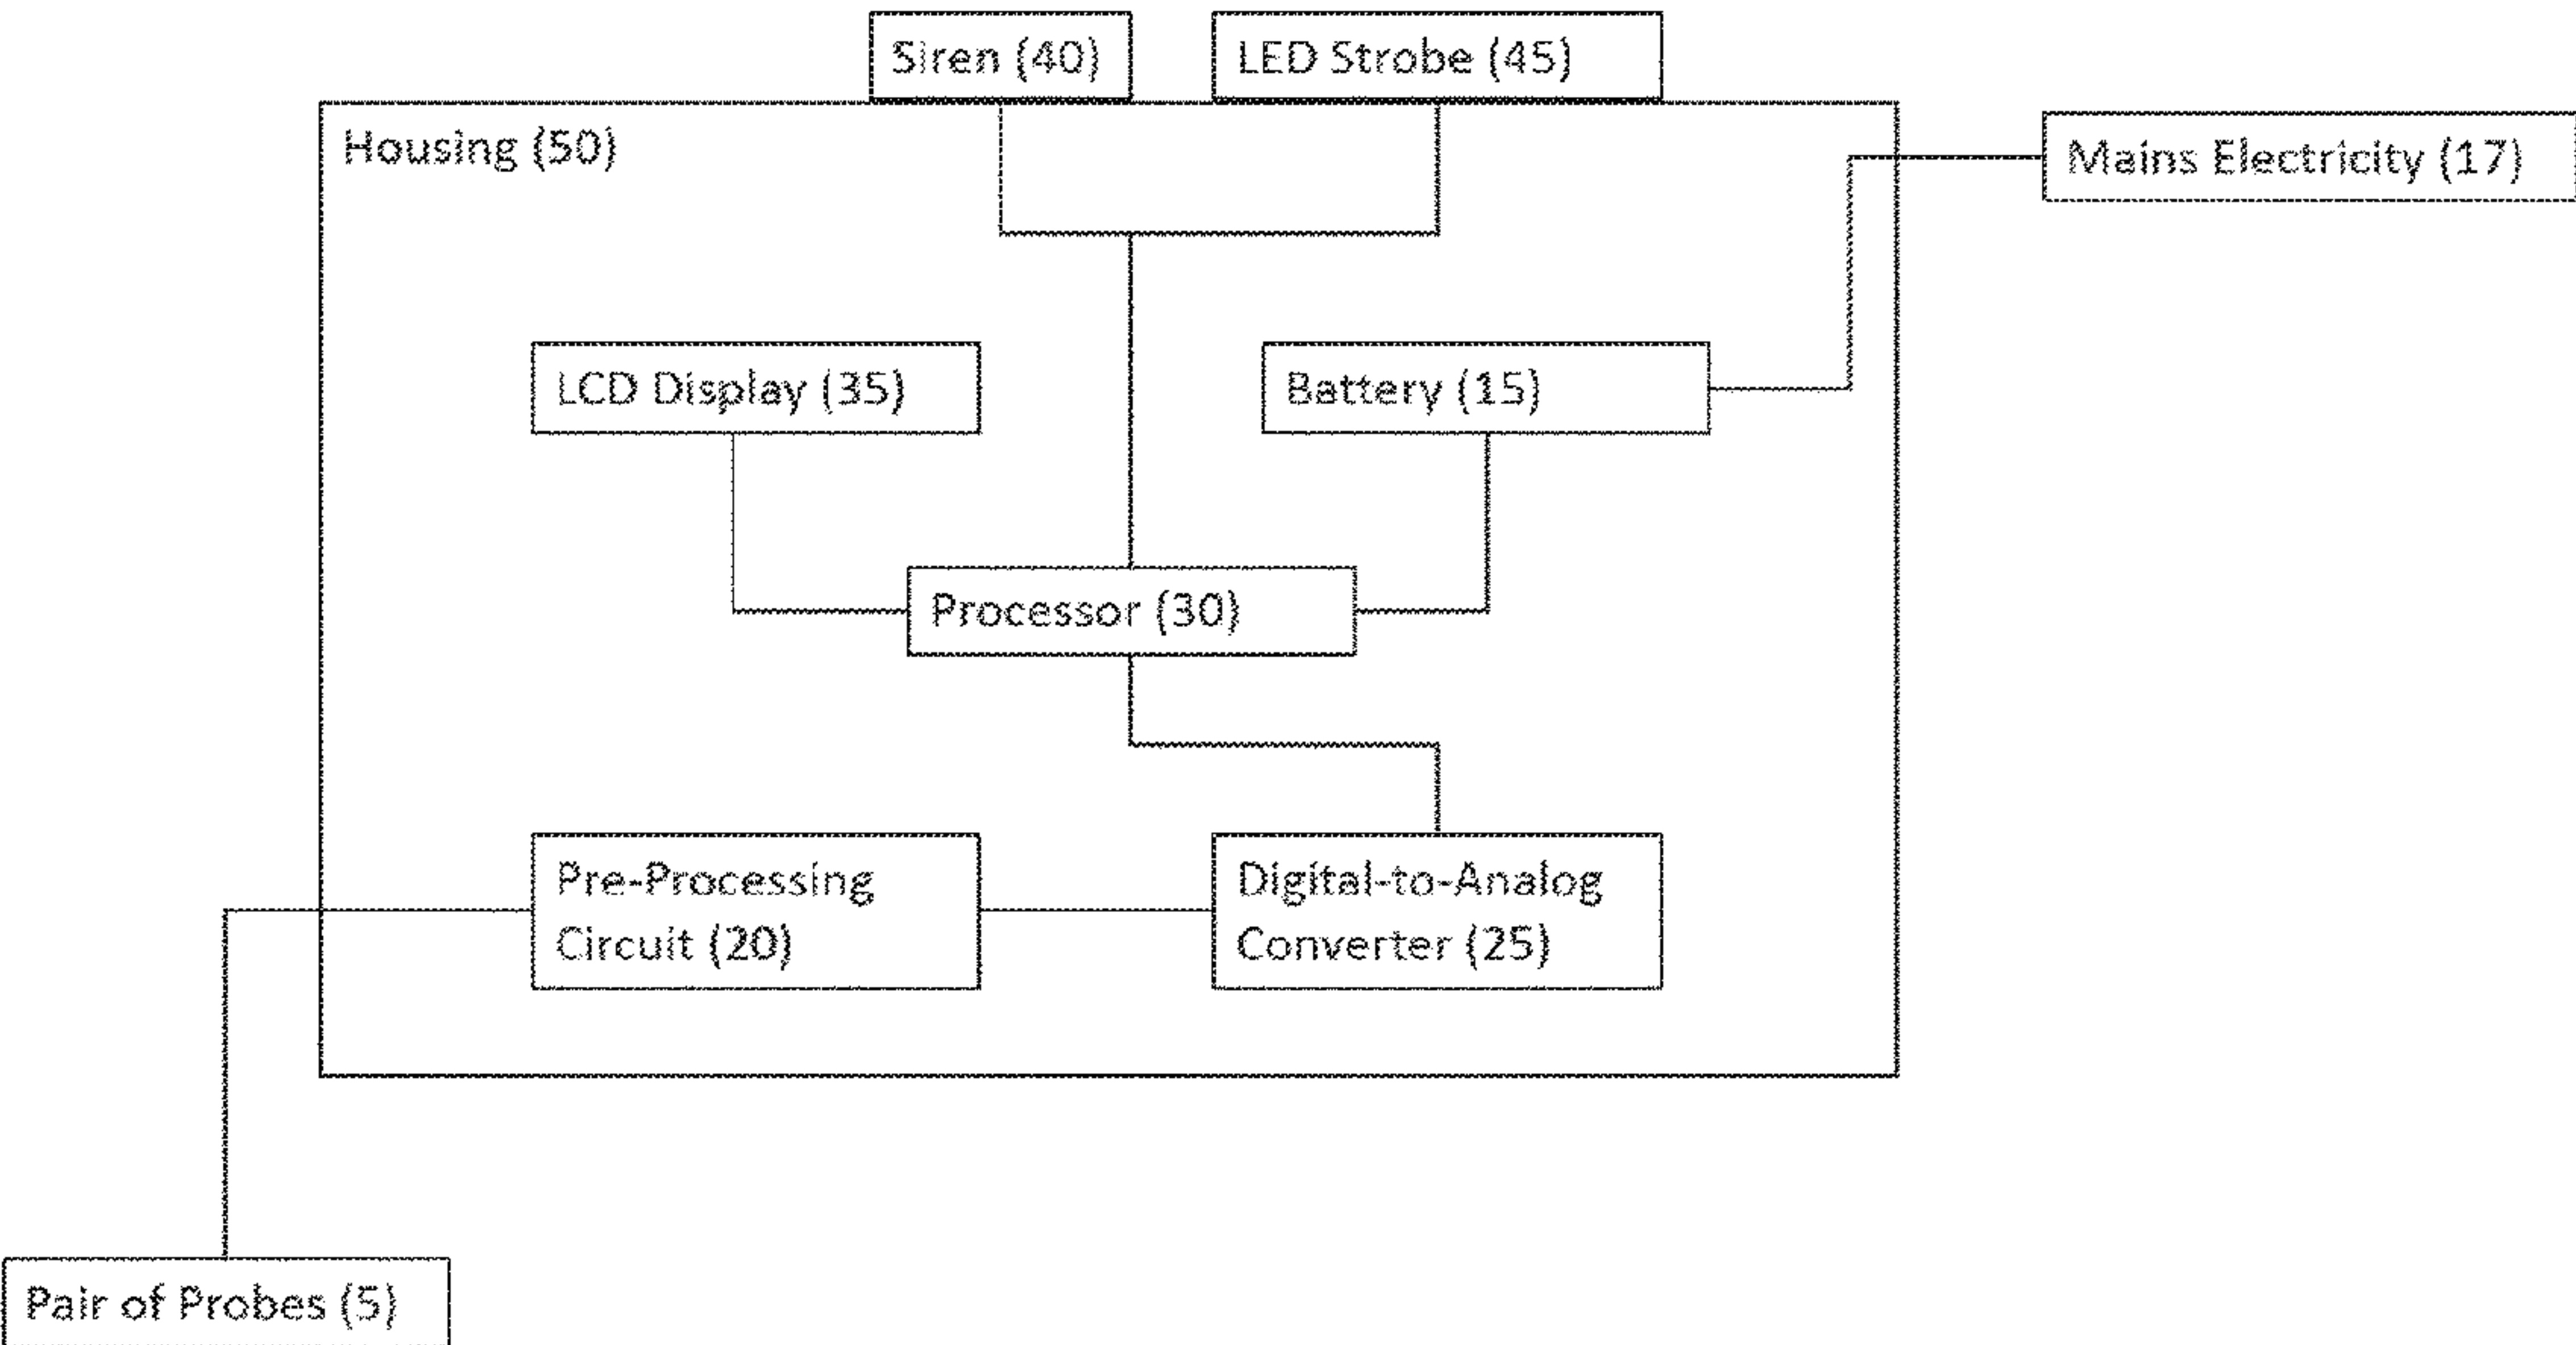 Siren (40)
LED Strobe (45)
Housing (50)
Mains Electricity (17)
LCD Display (35)
Battery (15)
Processor (30)
Pre-Processing
Circuit (20)
Digital-to-Analog
Converter (25)
Pair of Probes (5)